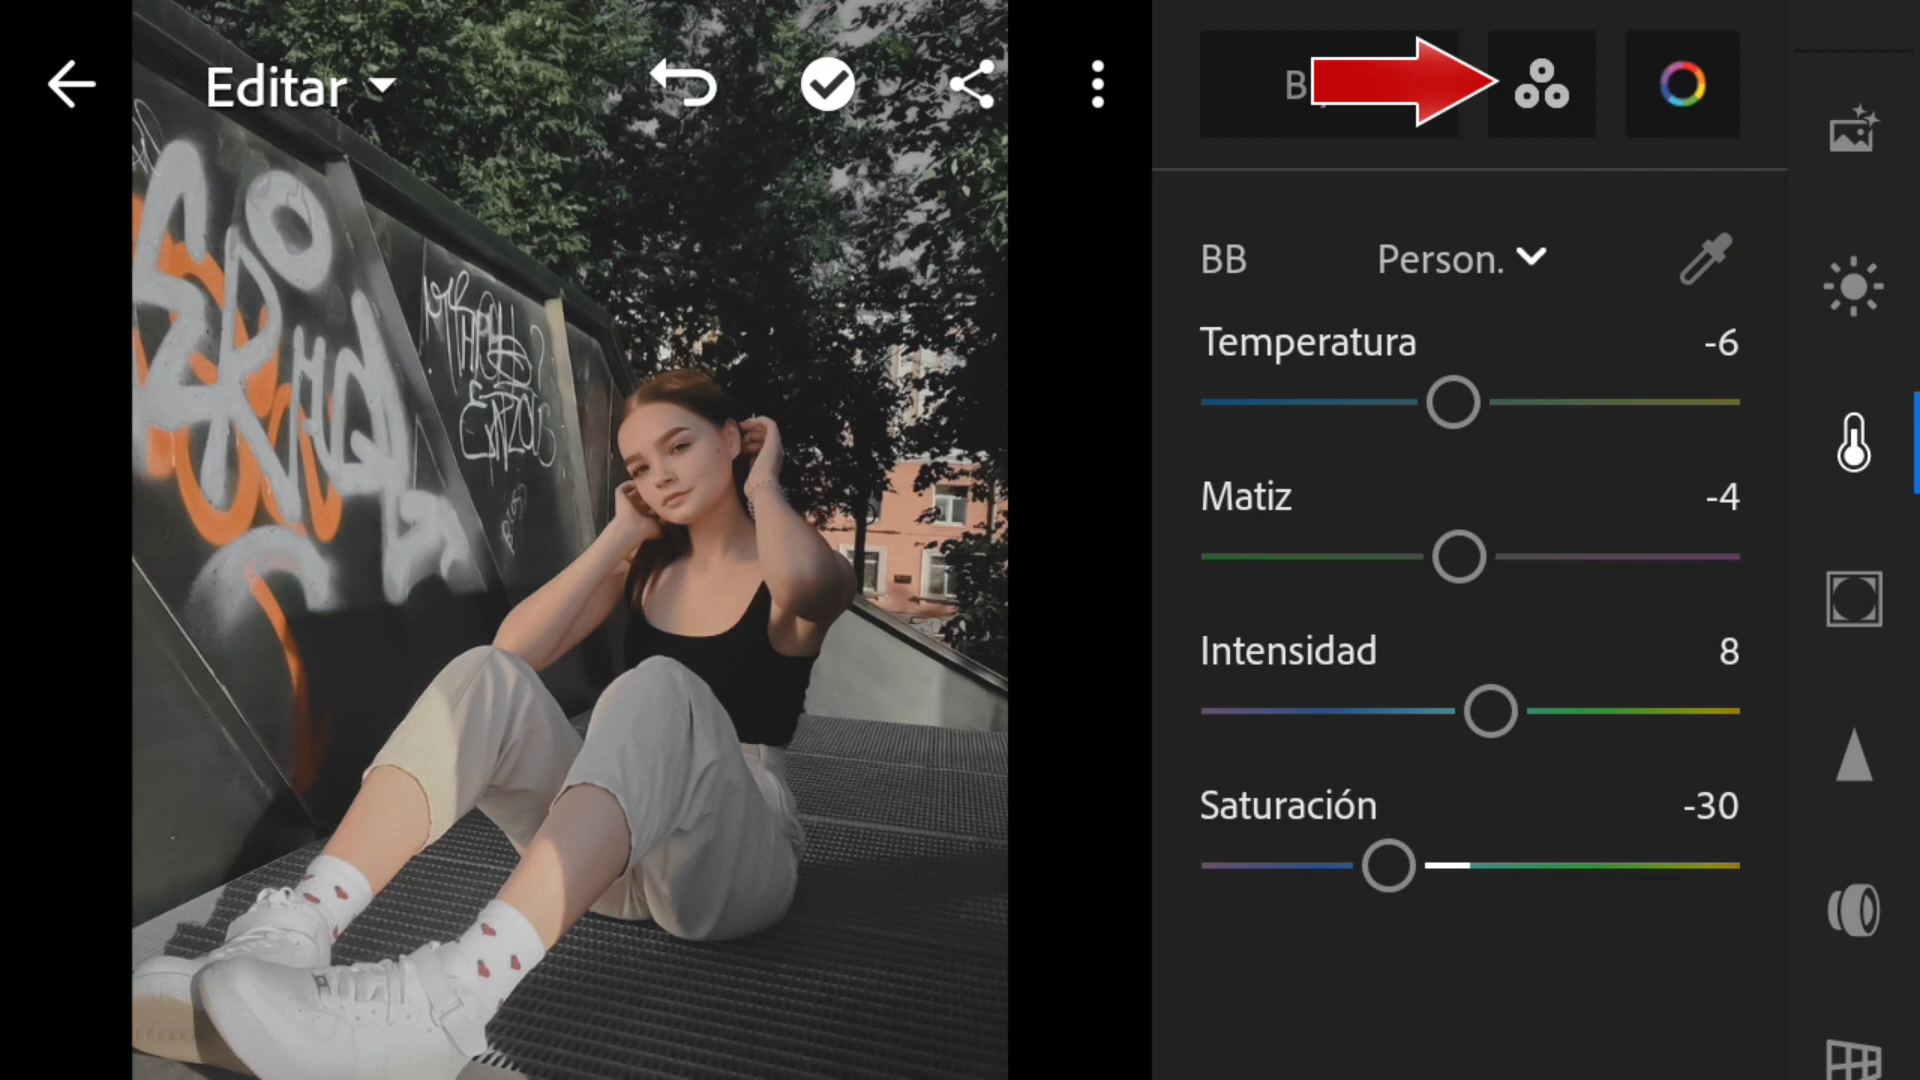 Editar
B
BB Person.
Temperatura -6
Matiz -4
Intensidad 8
Saturación -30